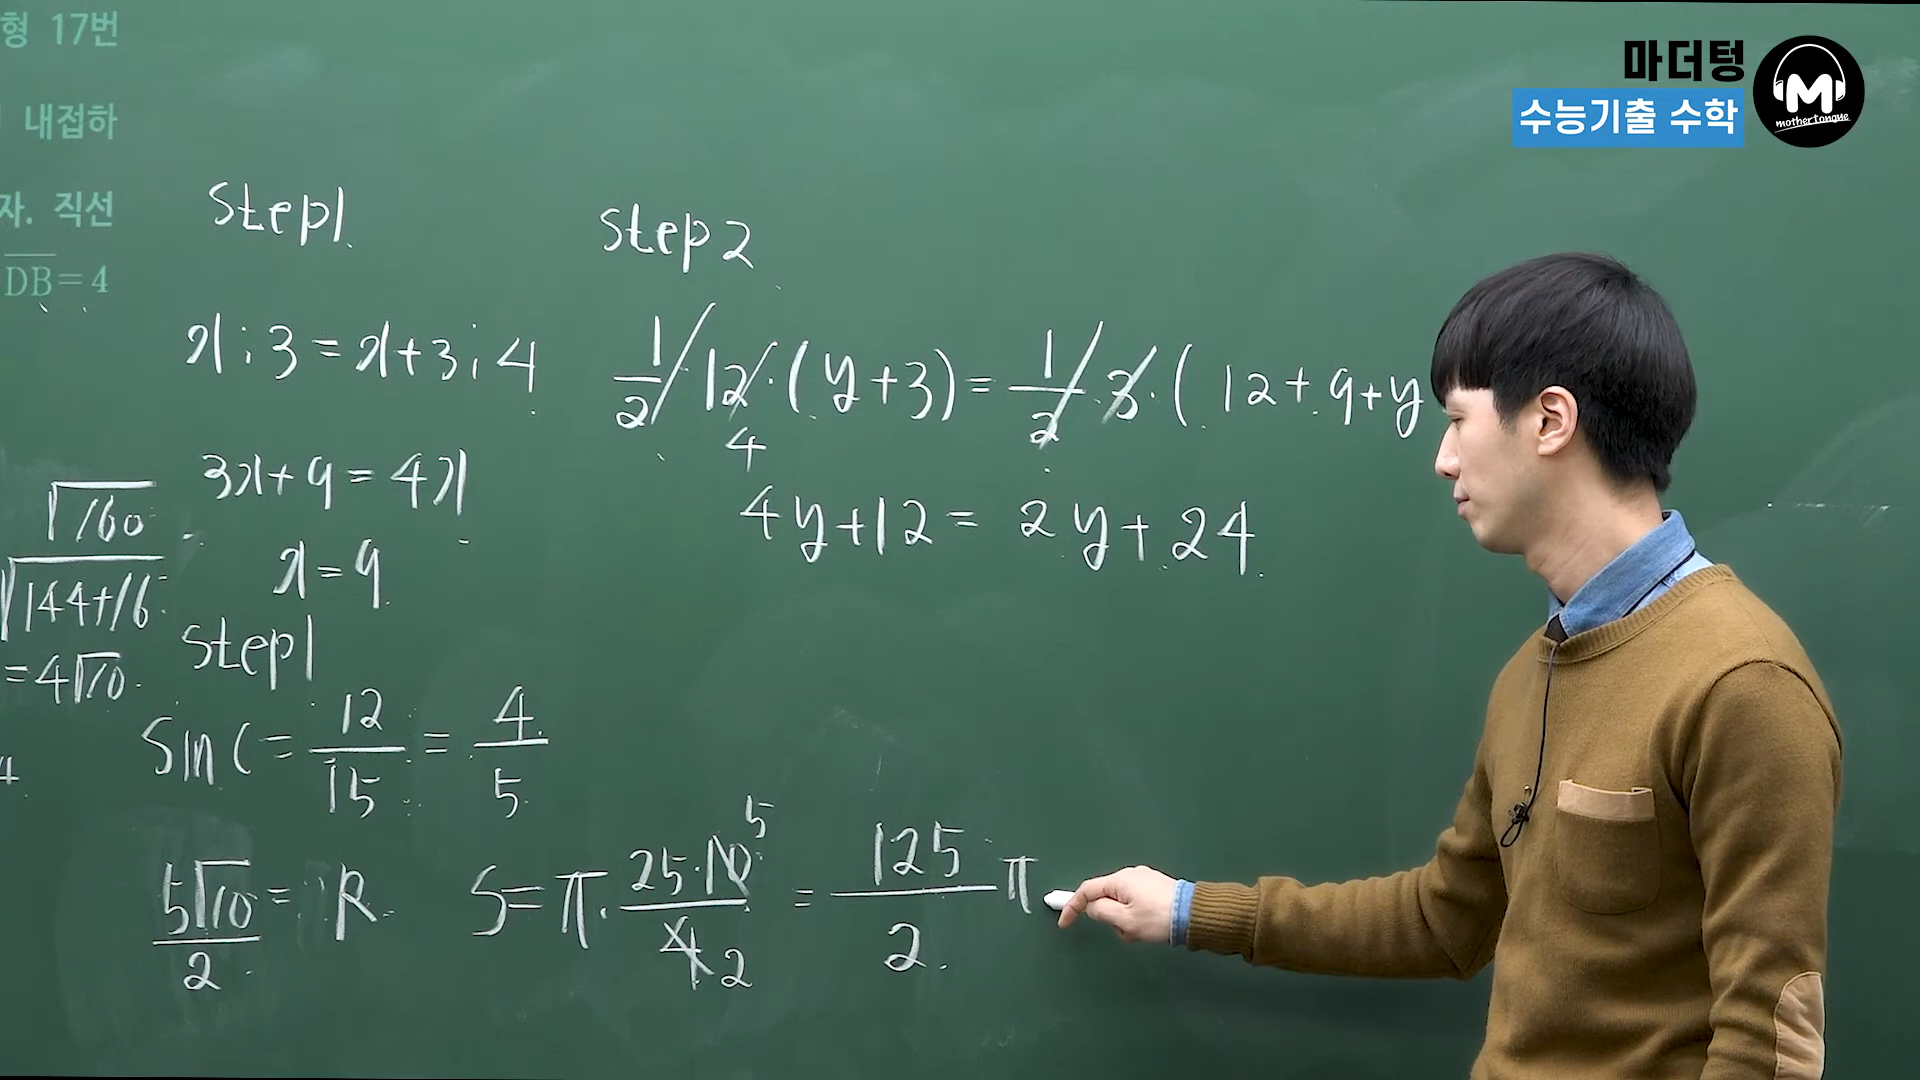 마더텅
수능기출 수학
M
mothertongue
형 17번
내접하
자. 직선
DB=4
Step1
x:3=x+3:4
3x+9=4x
x=9
√160
√144+16
=4√10
4
Step1
Sin C=12/15=4/5
5√10/2=R
S=π·25·10/4 5 2=125/2 π
Step2
1/2·12·(y+3)=1/2·3·(12+9+y
4
4y+12=2y+24